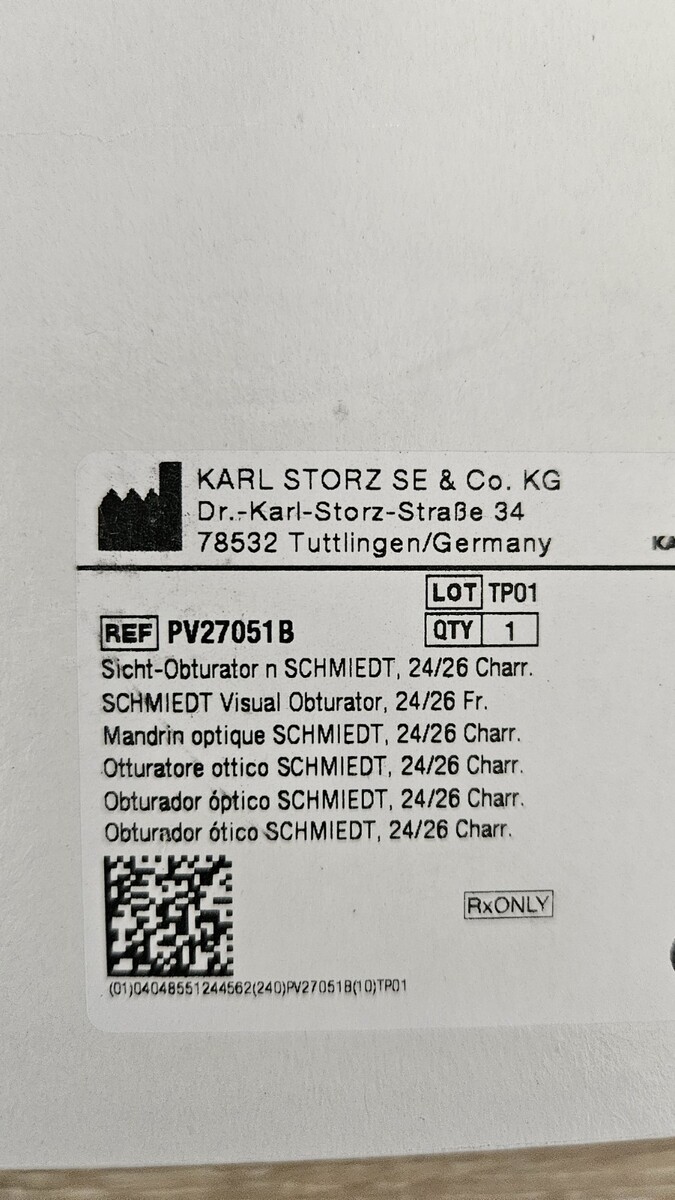 KARL STORZ SE & Co. KG
Dr.-Karl-Storz-Straße 34
78532 Tuttlingen/Germany
KA
LOT TP01
REF PV27051B
QTY 1
Sicht-Obturator n SCHMIEDT, 24/26 Charr.
SCHMIEDT Visual Obturator, 24/26 Fr.
Mandrin optique SCHMIEDT, 24/26 Charr.
Otturatore ottico SCHMIEDT, 24/26 Charr.
Obturador óptico SCHMIEDT, 24/26 Charr.
Obturador ótico SCHMIEDT, 24/26 Charr.
RxONLY
(01)04048551244562(240)PV27051B(10)TP01